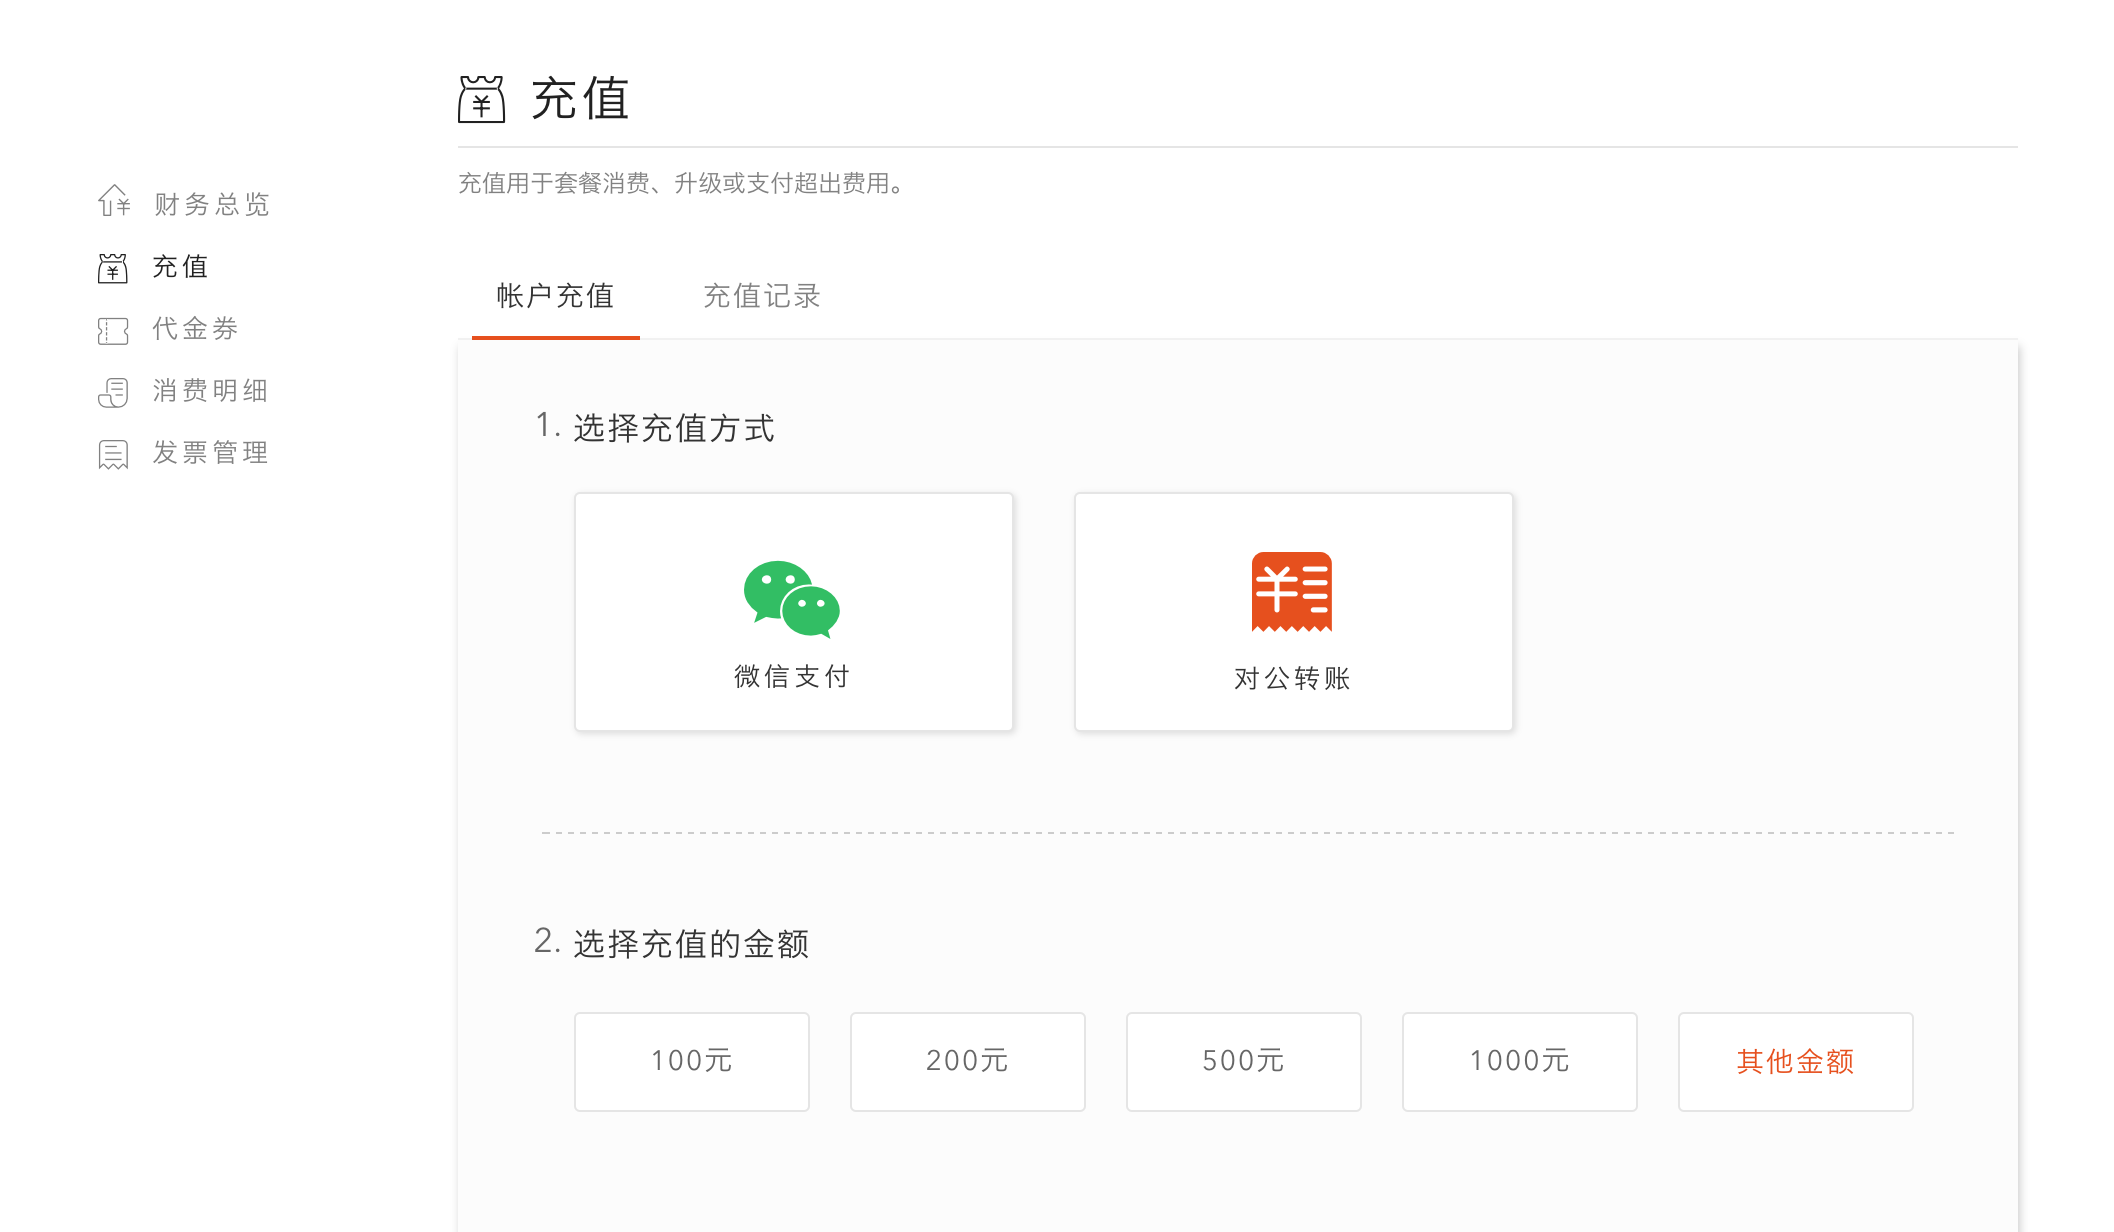 充值
充值用于套餐消费、升级或支付超出费用。
财务总览
充值
代金券
消费明细
发票管理
帐户充值 充值记录
1. 选择充值方式
微信支付 对公转账
2. 选择充值的金额
100元 200元 500元 1000元 其他金额